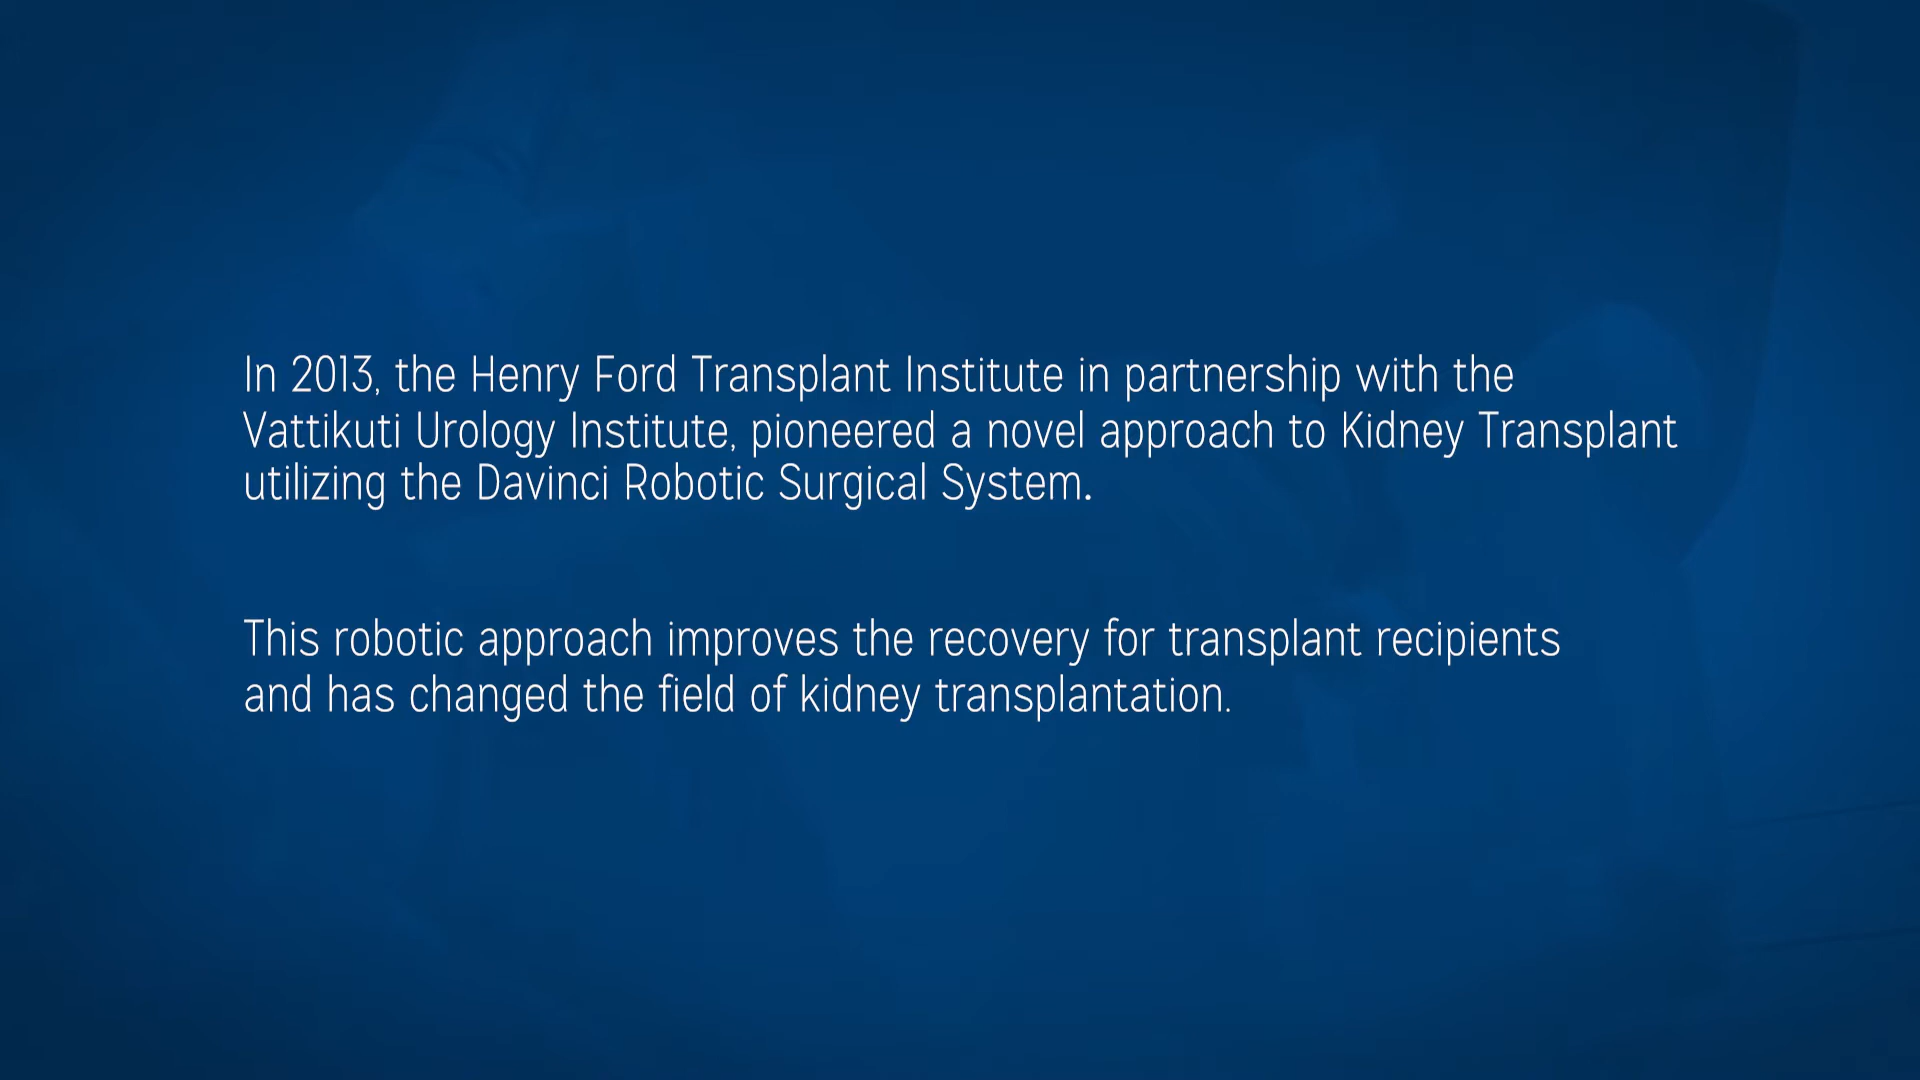 In 2013, the Henry Ford Transplant Institute in partnership with the
Vattikuti Urology Institute, pioneered a novel approach to Kidney Transplant
utilizing the Davinci Robotic Surgical System.
This robotic approach improves the recovery for transplant recipients
and has changed the field of kidney transplantation.